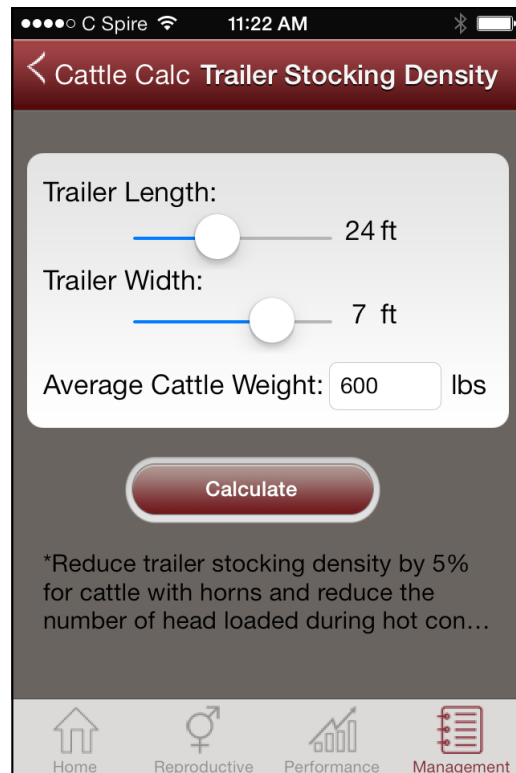 C Spire 11:22 AM
Cattle Calc Trailer Stocking Density
Trailer Length:
24 ft
Trailer Width:
7 ft
Average Cattle Weight: 600 lbs
Calculate
*Reduce trailer stocking density by 5%
for cattle with horns and reduce the
number of head loaded during hot con...
Home Reproductive Performance Management